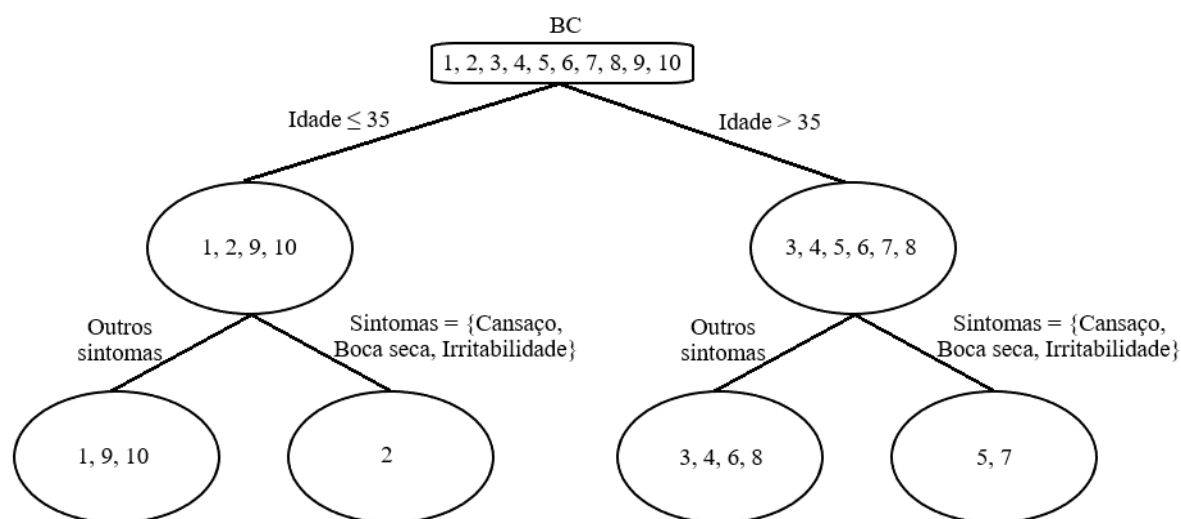 BC
1, 2, 3, 4, 5, 6, 7, 8, 9, 10
Idade ≤ 35
Idade > 35
1, 2, 9, 10
3, 4, 5, 6, 7, 8
Outros
sintomas
Sintomas = {Cansaço,
Boca seca, Irritabilidade}
Outros
sintomas
Sintomas = {Cansaço,
Boca seca, Irritabilidade}
1, 9, 10
2
3, 4, 6, 8
5, 7